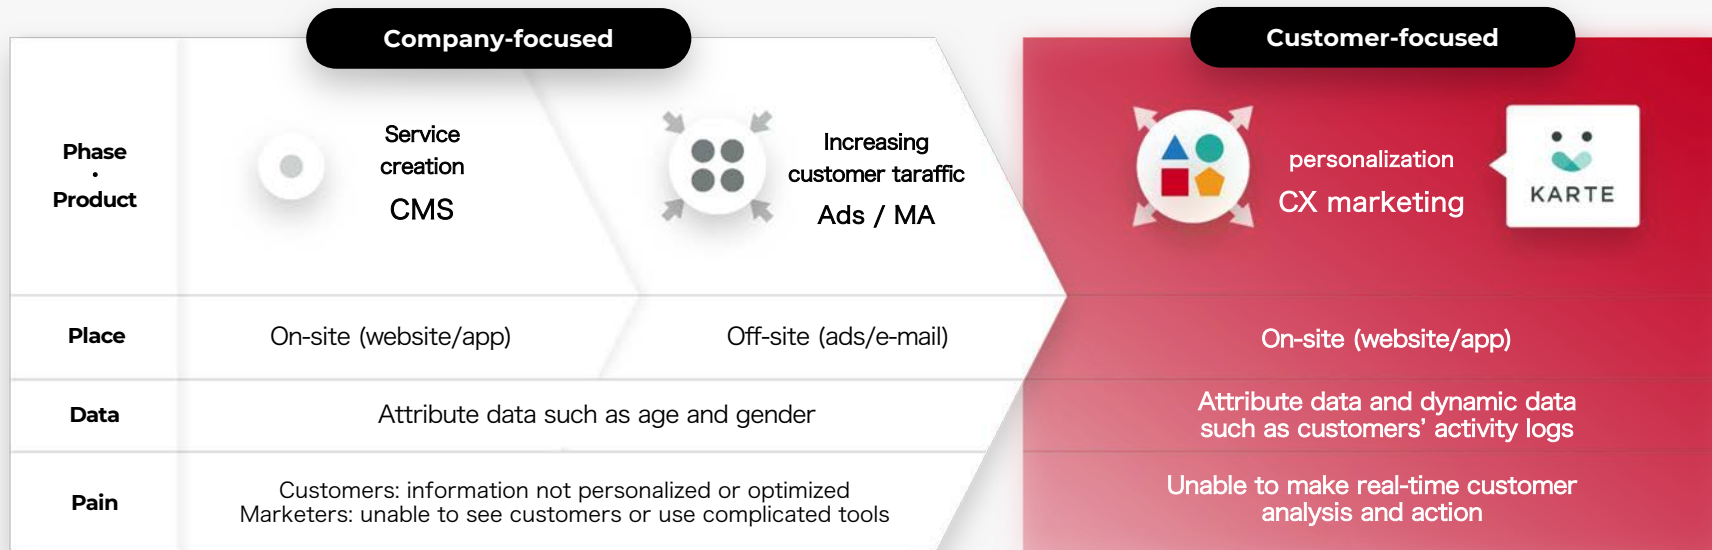 Company-focused
Customer-focused
Phase
・
Product
Service
creation
CMS
Increasing
customer taraffic
Ads / MA
personalization
CX marketing
KARTE
Place
On-site (website/app)
Off-site (ads/e-mail)
On-site (website/app)
Data
Attribute data such as age and gender
Attribute data and dynamic data
such as customers’ activity logs
Pain
Customers: information not personalized or optimized
Marketers: unable to see customers or use complicated tools
Unable to make real-time customer
analysis and action